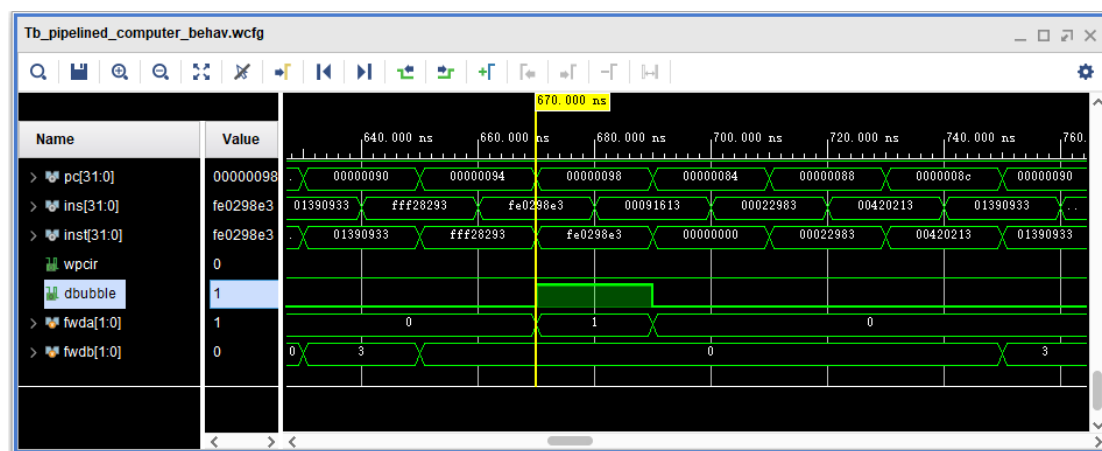 Tb_pipelined_computer_behav.wcfg
670.000 ns
Name Value 640.000 ns 660.000 ns 680.000 ns 700.000 ns 720.000 ns 740.000 ns 760.
pc[31:0] 00000098 . 00000090 00000094 00000098 00000084 00000088 0000008c 00000090
ins[31:0] fe0298e3 01390933 fff28293 fe0298e3 00091613 00022983 00420213 01390933 ..
inst[31:0] fe0298e3 . 01390933 fff28293 fe0298e3 00000000 00022983 00420213 01390933
wpcir 0
dbubble 1
fwda[1:0] 1 0 1 0
fwdb[1:0] 0 0 3 0 3